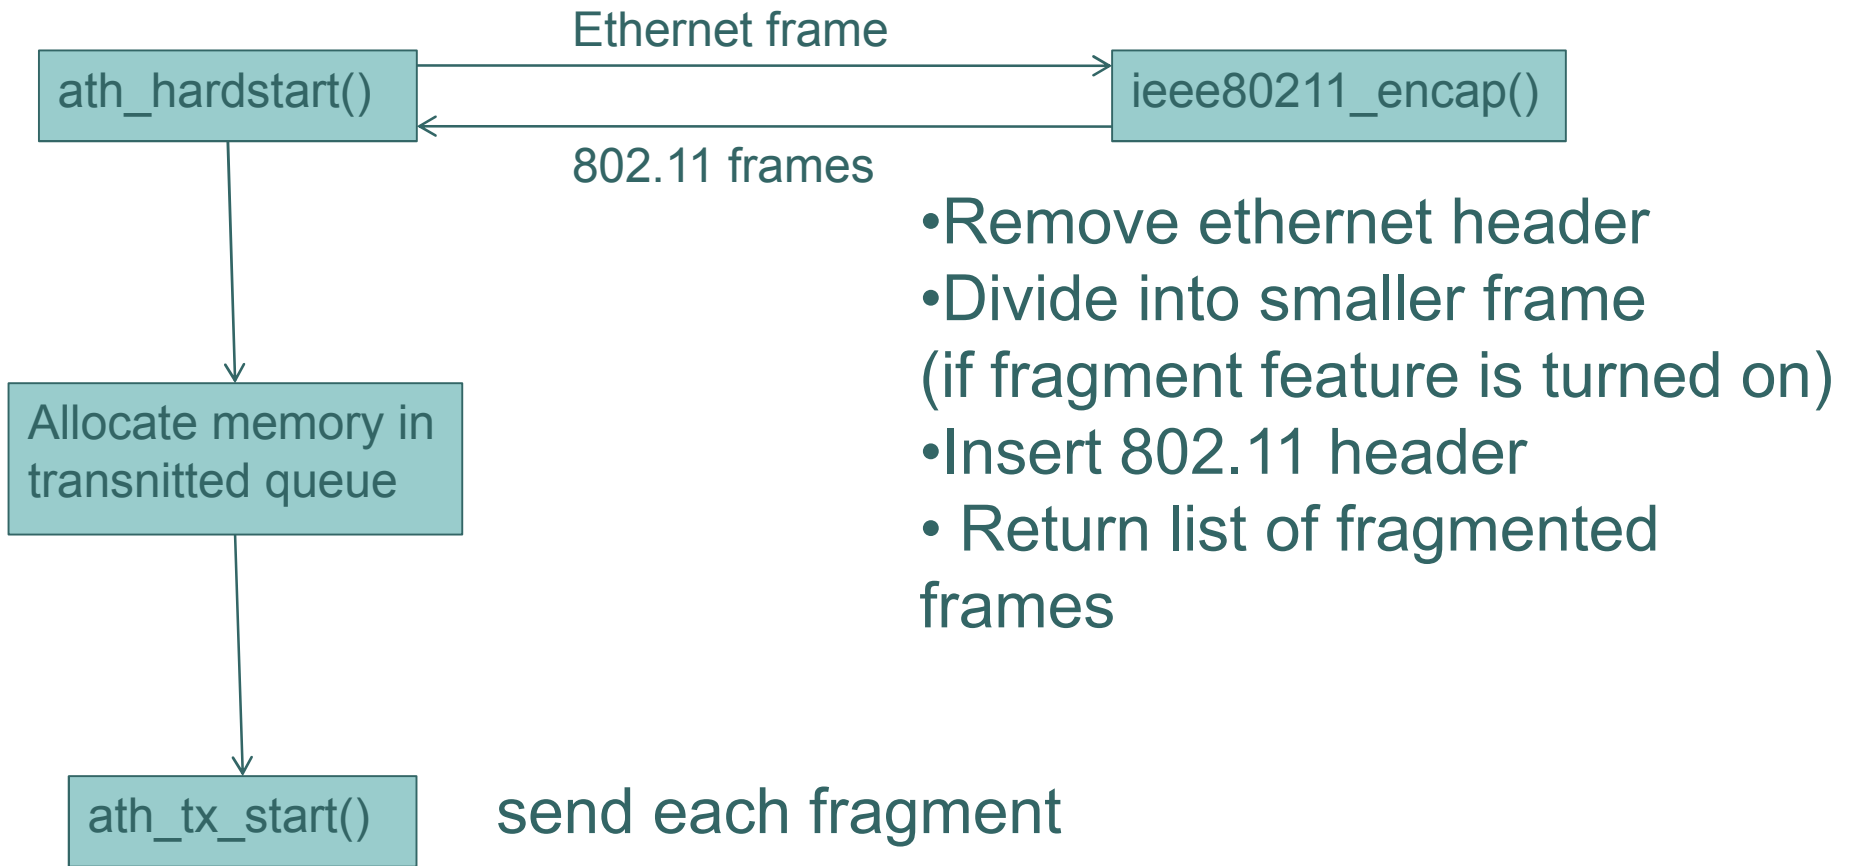 Ethernet frame
ath_hardstart()
ieee80211_encap()
802.11 frames
•Remove ethernet header
•Divide into smaller frame
(if fragment feature is turned on)
•Insert 802.11 header
• Return list of fragmented
frames
Allocate memory in
transnitted queue
ath_tx_start()
send each fragment